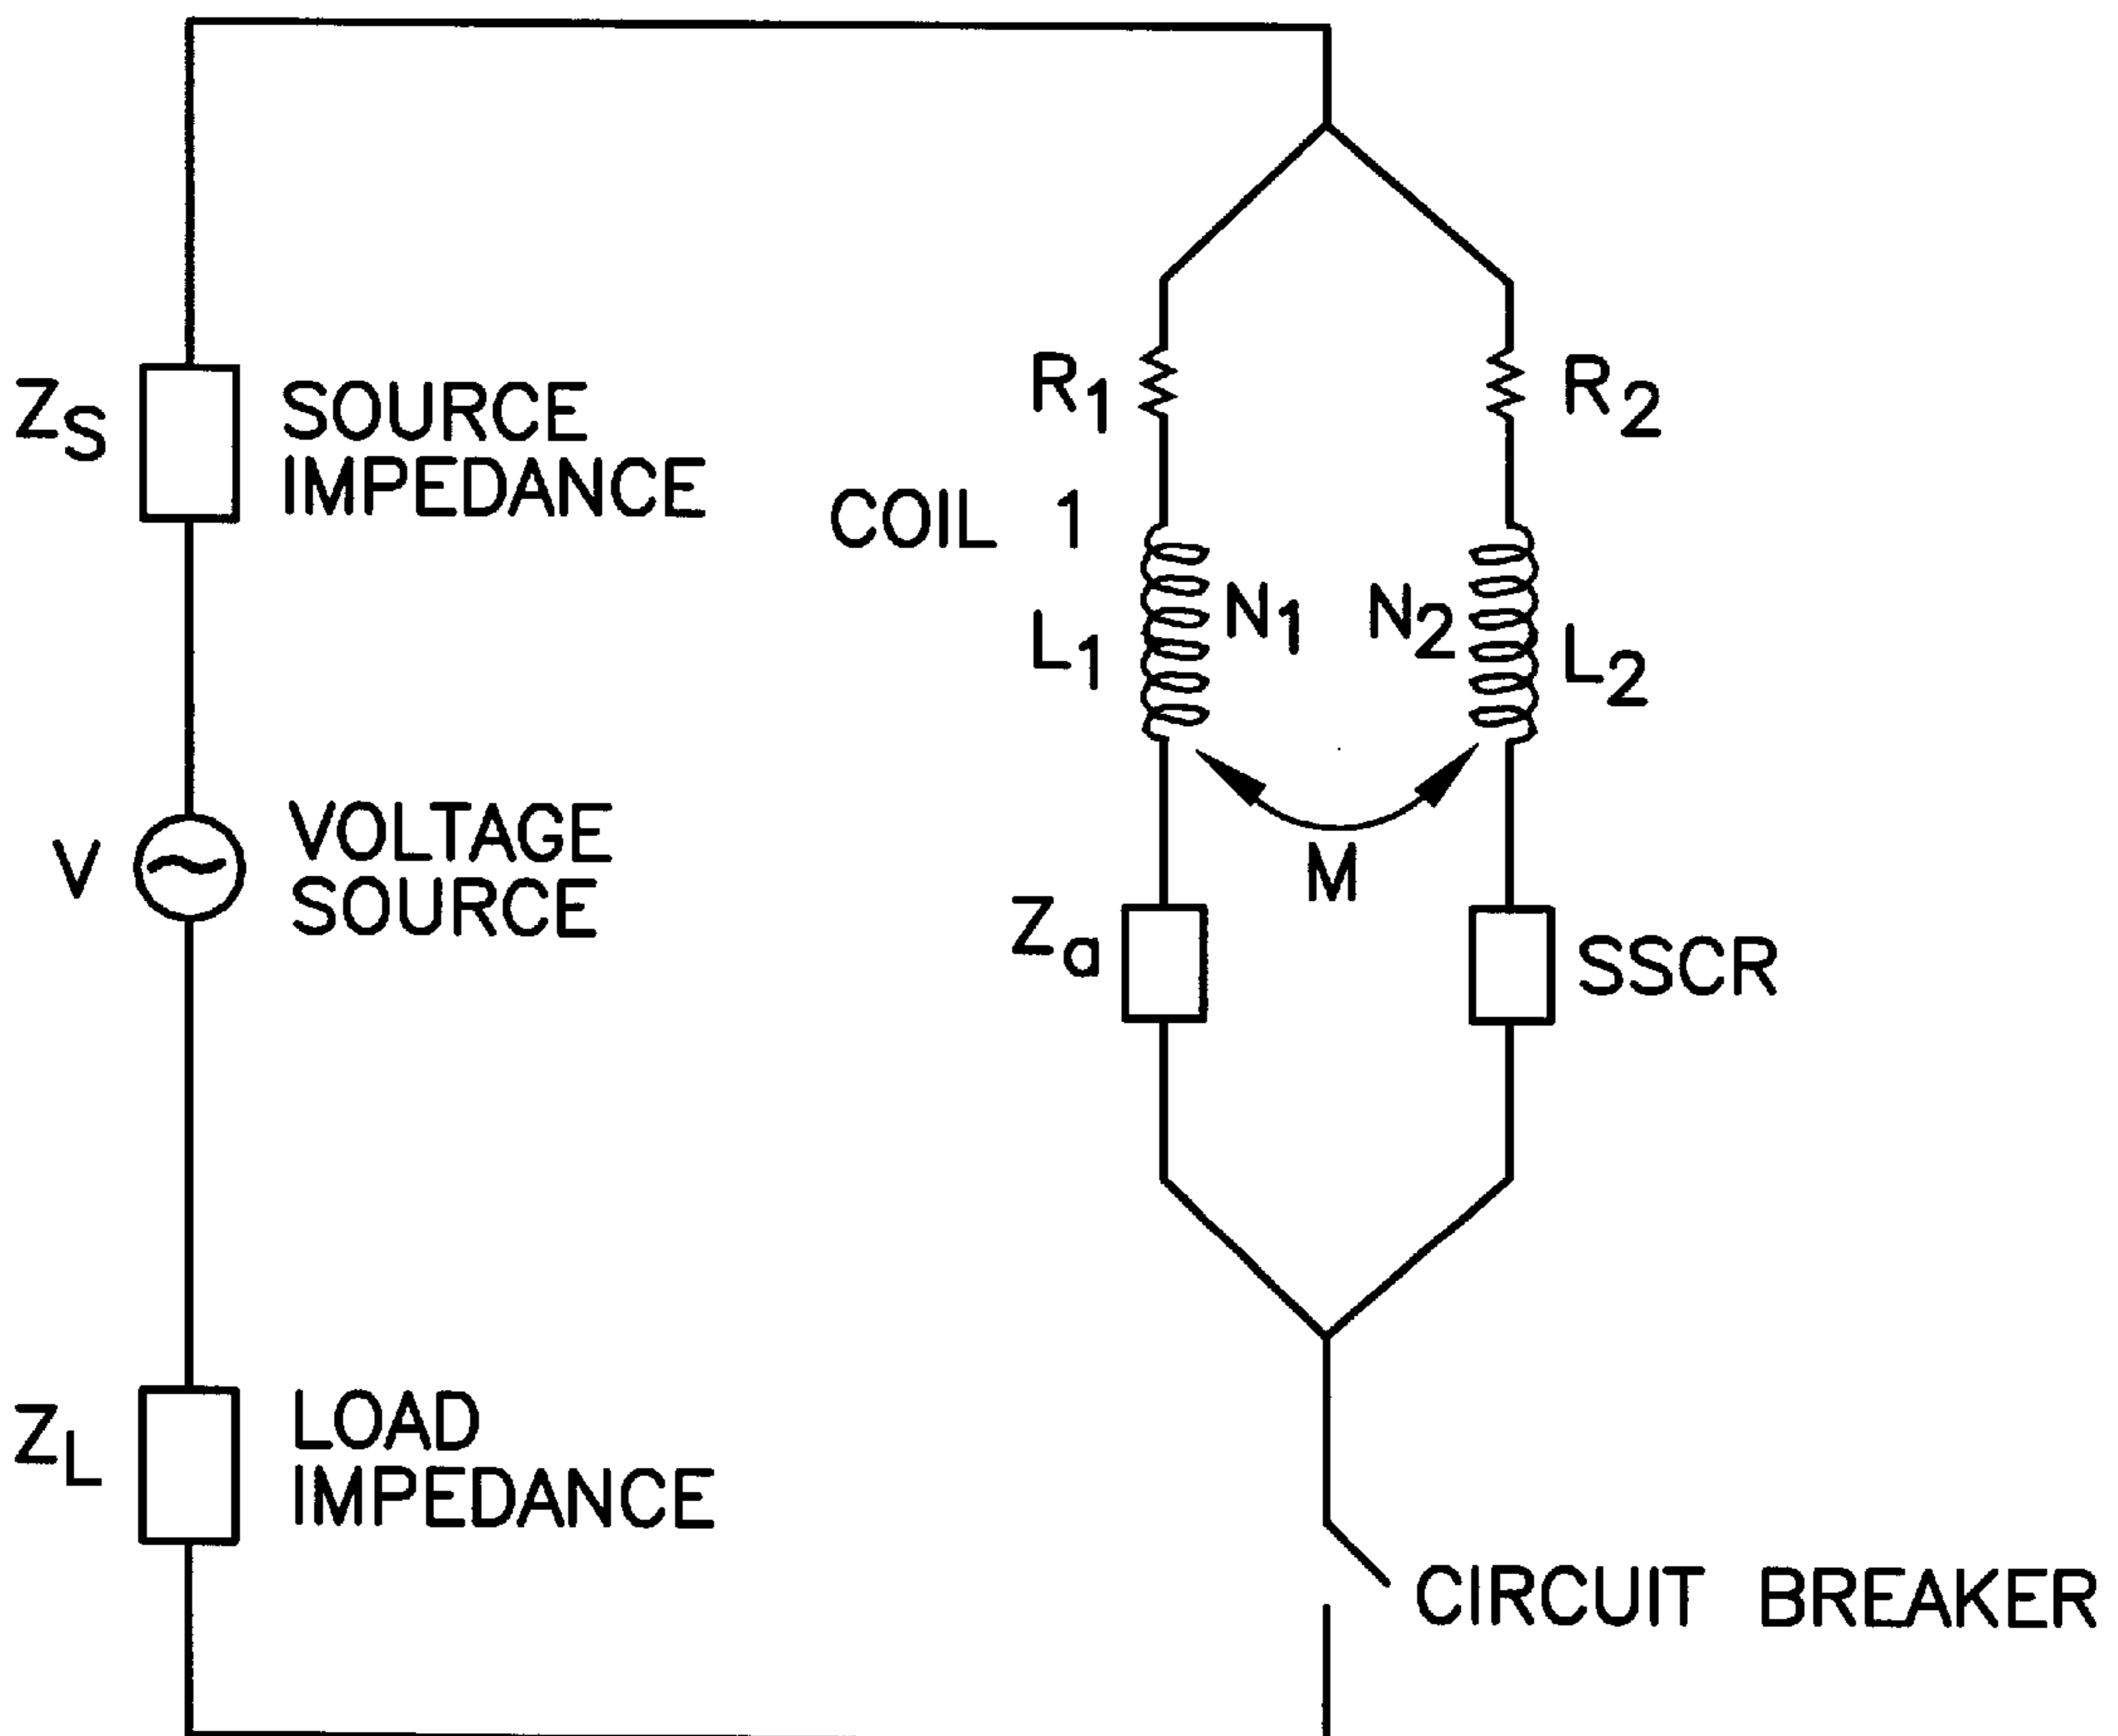 Z_S
SOURCE
IMPEDANCE
V
VOLTAGE
SOURCE
Z_L
LOAD
IMPEDANCE
R_1
R_2
COIL 1
L_1
N_1
N_2
L_2
M
Z_a
SSCR
CIRCUIT BREAKER